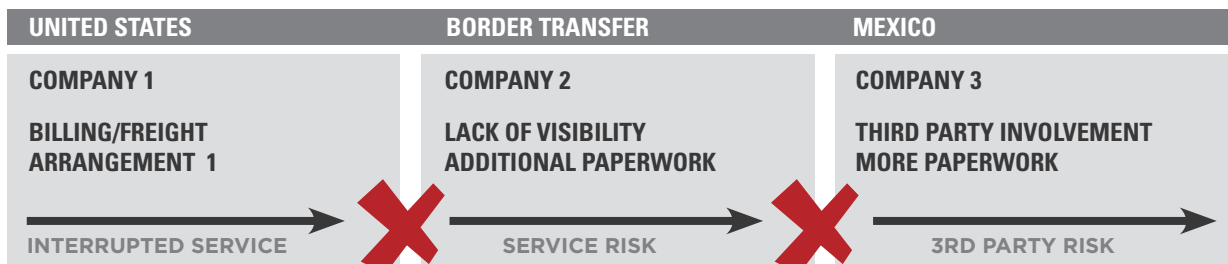 UNITED STATES
BORDER TRANSFER
MEXICO
COMPANY 1
BILLING/FREIGHT
ARRANGEMENT 1
INTERRUPTED SERVICE
COMPANY 2
LACK OF VISIBILITY
ADDITIONAL PAPERWORK
SERVICE RISK
COMPANY 3
THIRD PARTY INVOLVEMENT
MORE PAPERWORK
3RD PARTY RISK